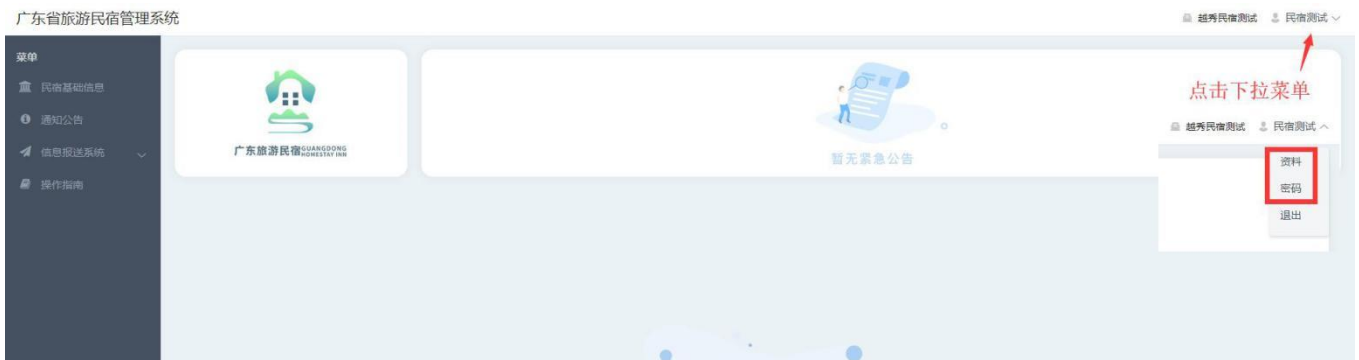 广东省旅游民宿管理系统
越秀民宿测试 民宿测试
菜单
民宿基础信息
通知公告
信息报送系统
操作指南
广东旅游民宿 GUANGDONG HOMESTAY INN
暂无紧急公告
点击下拉菜单
越秀民宿测试 民宿测试
资料
密码
退出